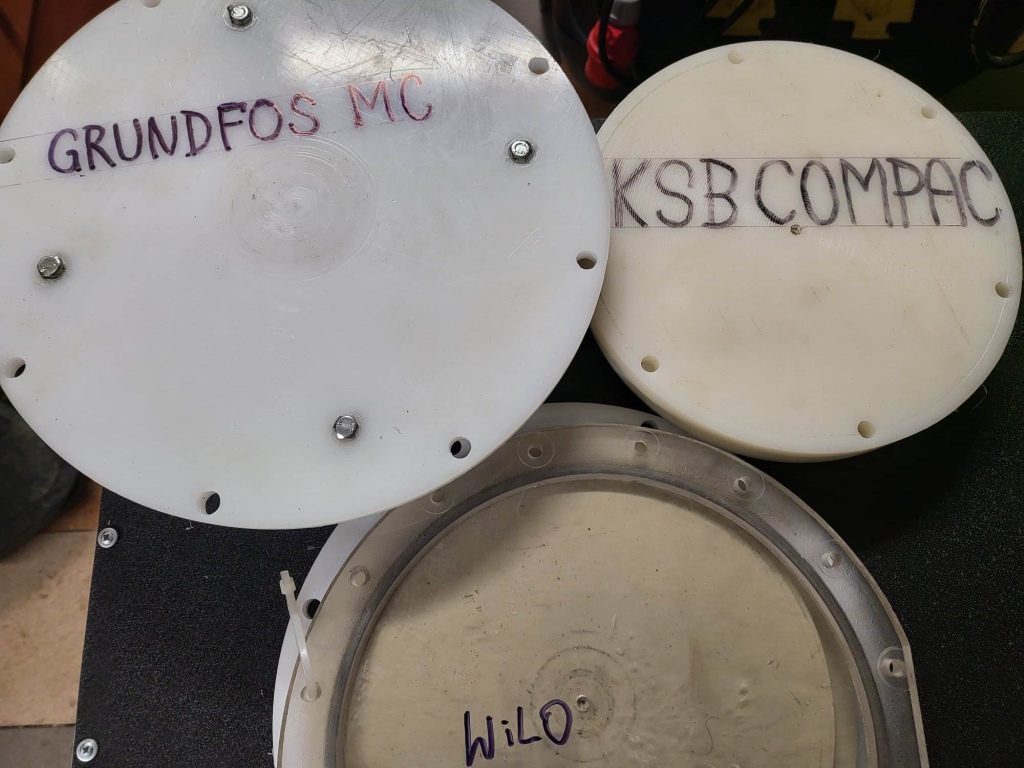 GRUNDFOS MC
KSB COMPAC
WiLO